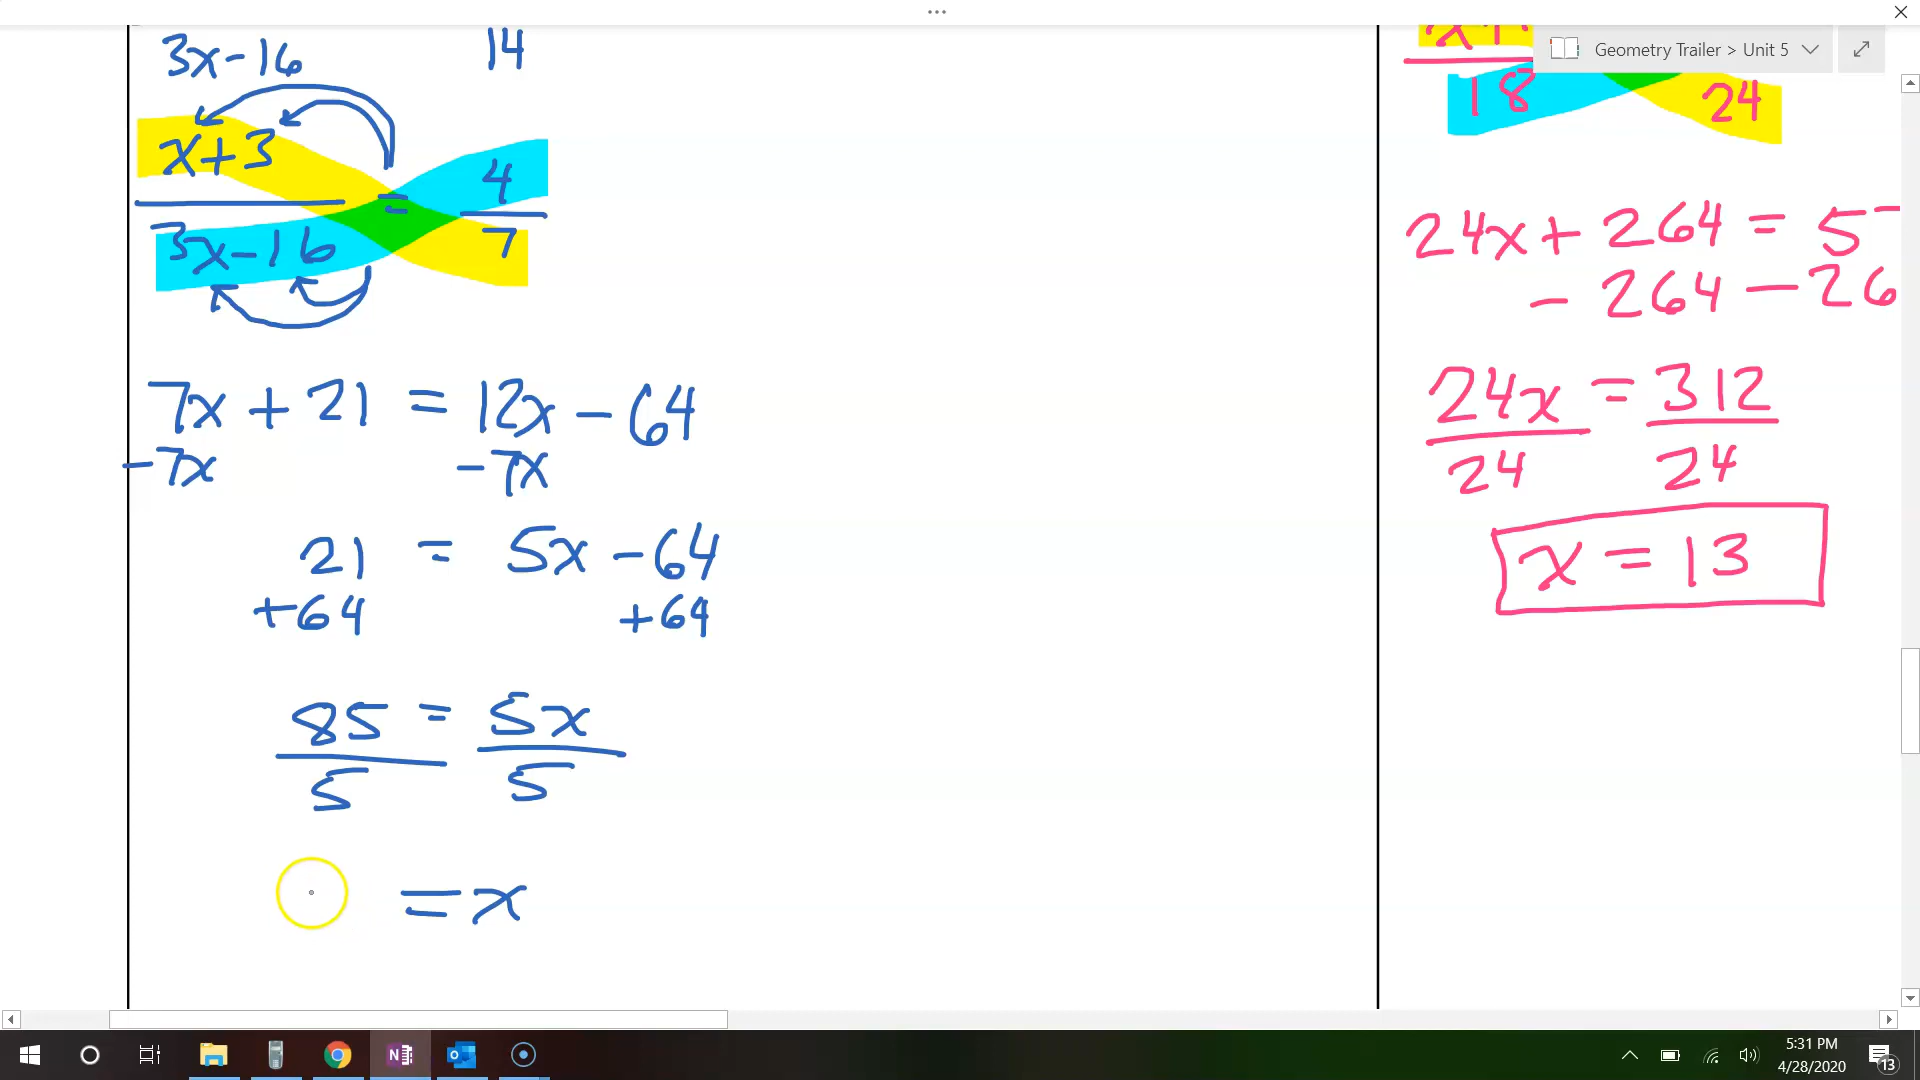 3x-16 14
x+3 = 4
3x-16 7
7x + 21 = 12x - 64
-7x -7x
21 = 5x - 64
+64 +64
85 = 5x
5 5
= x
Geometry Trailer > Unit 5
18 24
24x + 264 = 5
- 264 - 26
24x = 312
24 24
x = 13
5:31 PM
4/28/2020
13